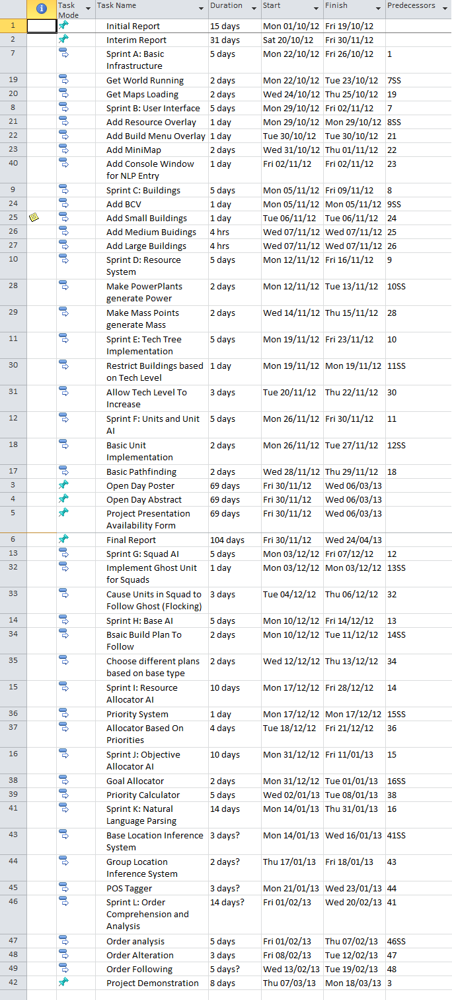 Task Mode Task Name Duration Start Finish Predecessors
1 Initial Report 15 days Mon 01/10/12 Fri 19/10/12
2 Interim Report 31 days Sat 20/10/12 Fri 30/11/12
7 Sprint A: Basic Infrastructure 5 days Mon 22/10/12 Fri 26/10/12 1
19 Get World Running 2 days Mon 22/10/12 Tue 23/10/12 7SS
20 Get Maps Loading 2 days Wed 24/10/12 Thu 25/10/12 19
8 Sprint B: User Interface 5 days Mon 29/10/12 Fri 02/11/12 7
21 Add Resource Overlay 1 day Mon 29/10/12 Mon 29/10/12 8SS
22 Add Build Menu Overlay 1 day Tue 30/10/12 Tue 30/10/12 21
23 Add MiniMap 2 days Wed 31/10/12 Thu 01/11/12 22
40 Add Console Window for NLP Entry 1 day Fri 02/11/12 Fri 02/11/12 23
9 Sprint C: Buildings 5 days Mon 05/11/12 Fri 09/11/12 8
24 Add BCV 1 day Mon 05/11/12 Mon 05/11/12 9SS
25 Add Small Buildings 1 day Tue 06/11/12 Tue 06/11/12 24
26 Add Medium Buidings 4 hrs Wed 07/11/12 Wed 07/11/12 25
27 Add Large Buildings 4 hrs Wed 07/11/12 Wed 07/11/12 26
10 Sprint D: Resource System 5 days Mon 12/11/12 Fri 16/11/12 9
28 Make PowerPlants generate Power 2 days Mon 12/11/12 Tue 13/11/12 10SS
29 Make Mass Points generate Mass 2 days Wed 14/11/12 Thu 15/11/12 28
11 Sprint E: Tech Tree Implementation 5 days Mon 19/11/12 Fri 23/11/12 10
30 Restrict Buildings based on Tech Level 1 day Mon 19/11/12 Mon 19/11/12 11SS
31 Allow Tech Level To Increase 3 days Tue 20/11/12 Thu 22/11/12 30
12 Sprint F: Units and Unit AI 5 days Mon 26/11/12 Fri 30/11/12 11
18 Basic Unit Implementation 2 days Mon 26/11/12 Tue 27/11/12 12SS
17 Basic Pathfinding 2 days Wed 28/11/12 Thu 29/11/12 18
3 Open Day Poster 69 days Fri 30/11/12 Wed 06/03/13
4 Open Day Abstract 69 days Fri 30/11/12 Wed 06/03/13
5 Project Presentation Availability Form 69 days Fri 30/11/12 Wed 06/03/13
6 Final Report 104 days Fri 30/11/12 Wed 24/04/13
13 Sprint G: Squad AI 5 days Mon 03/12/12 Fri 07/12/12 12
32 Implement Ghost Unit for Squads 1 day Mon 03/12/12 Mon 03/12/12 13SS
33 Cause Units in Squad to Follow Ghost (Flocking) 3 days Tue 04/12/12 Thu 06/12/12 32
14 Sprint H: Base AI 5 days Mon 10/12/12 Fri 14/12/12 13
34 Bsaic Build Plan To Follow 2 days Mon 10/12/12 Tue 11/12/12 14SS
35 Choose different plans based on base type 2 days Wed 12/12/12 Thu 13/12/12 34
15 Sprint I: Resource Allocator AI 10 days Mon 17/12/12 Fri 28/12/12 14
36 Priority System 1 day Mon 17/12/12 Mon 17/12/12 15SS
37 Allocator Based On Priorities 4 days Tue 18/12/12 Fri 21/12/12 36
16 Sprint J: Objective Allocator AI 10 days Mon 31/12/12 Fri 11/01/13 15
38 Goal Allocator 2 days Mon 31/12/12 Tue 01/01/13 16SS
39 Priority Calculator 5 days Wed 02/01/13 Tue 08/01/13 38
41 Sprint K: Natural Language Parsing 14 days Mon 14/01/13 Thu 31/01/13 16
43 Base Location Inference System 3 days? Mon 14/01/13 Wed 16/01/13 41SS
44 Group Location Inference System 2 days? Thu 17/01/13 Fri 18/01/13 43
45 POS Tagger 3 days? Mon 21/01/13 Wed 23/01/13 44
46 Sprint L: Order Comprehension and Analysis 14 days? Fri 01/02/13 Wed 20/02/13 41
47 Order analysis 5 days Fri 01/02/13 Thu 07/02/13 46SS
48 Order Alteration 3 days Fri 08/02/13 Tue 12/02/13 47
49 Order Following 5 days? Wed 13/02/13 Tue 19/02/13 48
42 Project Demonstration 8 days Thu 07/03/13 Mon 18/03/13 3